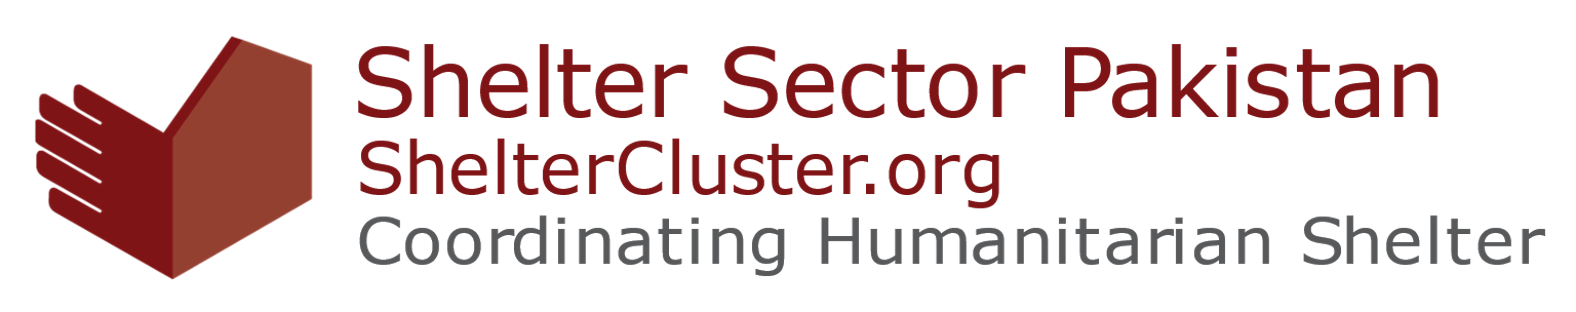 Shelter Sector Pakistan
ShelterCluster.org
Coordinating Humanitarian Shelter